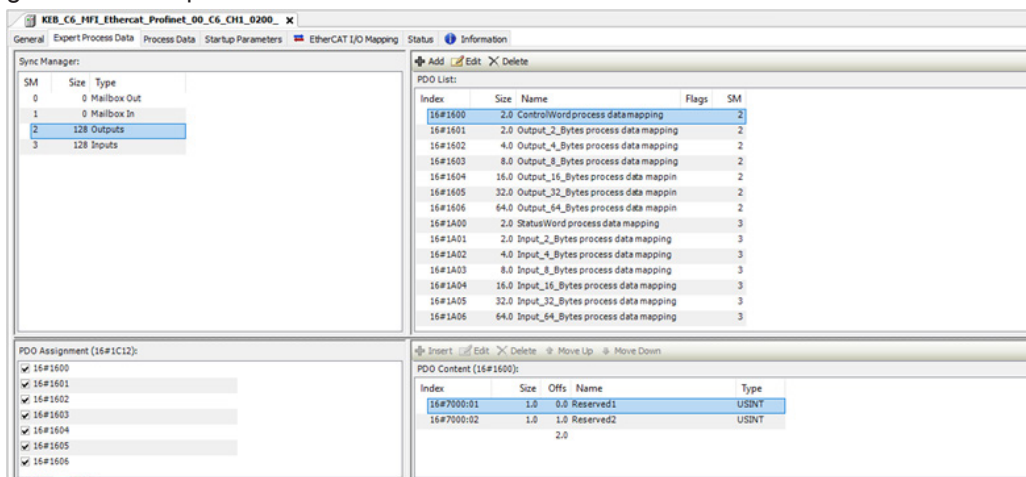 KEB_C6_MFI_Ethercat_Profinet_00_C6_CH1_0200_ x
General Expert Process Data Process Data Startup Parameters EtherCAT I/O Mapping Status Information
Sync Manager:
SM Size Type
0 0 Mailbox Out
1 0 Mailbox In
2 128 Outputs
3 128 Inputs
Add Edit Delete
PDO List:
Index Size Name Flags SM
16#1600 2.0 ControlWord process data mapping 2
16#1601 2.0 Output_2_Bytes process data mapping 2
16#1602 4.0 Output_4_Bytes process data mapping 2
16#1603 8.0 Output_8_Bytes process data mapping 2
16#1604 16.0 Output_16_Bytes process data mappin 2
16#1605 32.0 Output_32_Bytes process data mappin 2
16#1606 64.0 Output_64_Bytes process data mappin 2
16#1A00 2.0 StatusWord process data mapping 3
16#1A01 2.0 Input_2_Bytes process data mapping 3
16#1A02 4.0 Input_4_Bytes process data mapping 3
16#1A03 8.0 Input_8_Bytes process data mapping 3
16#1A04 16.0 Input_16_Bytes process data mapping 3
16#1A05 32.0 Input_32_Bytes process data mapping 3
16#1A06 64.0 Input_64_Bytes process data mapping 3
PDO Assignment (16#1C12):
16#1600
16#1601
16#1602
16#1603
16#1604
16#1605
16#1606
Insert Edit Delete Move Up Move Down
PDO Content (16#1600):
Index Size Offs Name Type
16#7000:01 1.0 0.0 Reserved1 USINT
16#7000:02 1.0 1.0 Reserved2 USINT
2.0